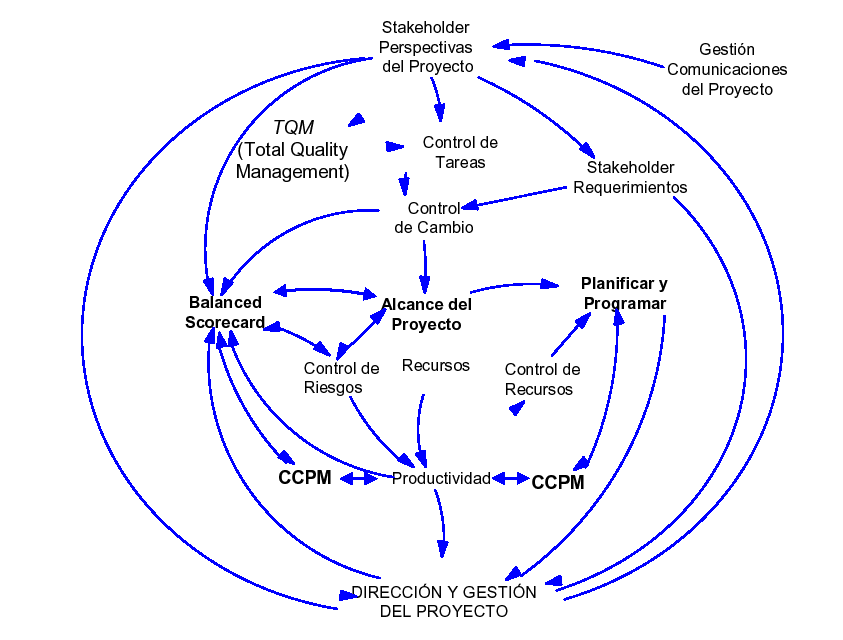 Stakeholder
Perspectivas
del Proyecto
Gestión
Comunicaciones
del Proyecto
TQM
(Total Quality
Management)
Control de
Tareas
Stakeholder
Requerimientos
Control
de Cambio
Balanced
Scorecard
Alcance del
Proyecto
Planificar y
Programar
Control de
Riesgos
Recursos
Control de
Recursos
CCPM
Productividad
CCPM
DIRECCIÓN Y GESTIÓN
DEL PROYECTO